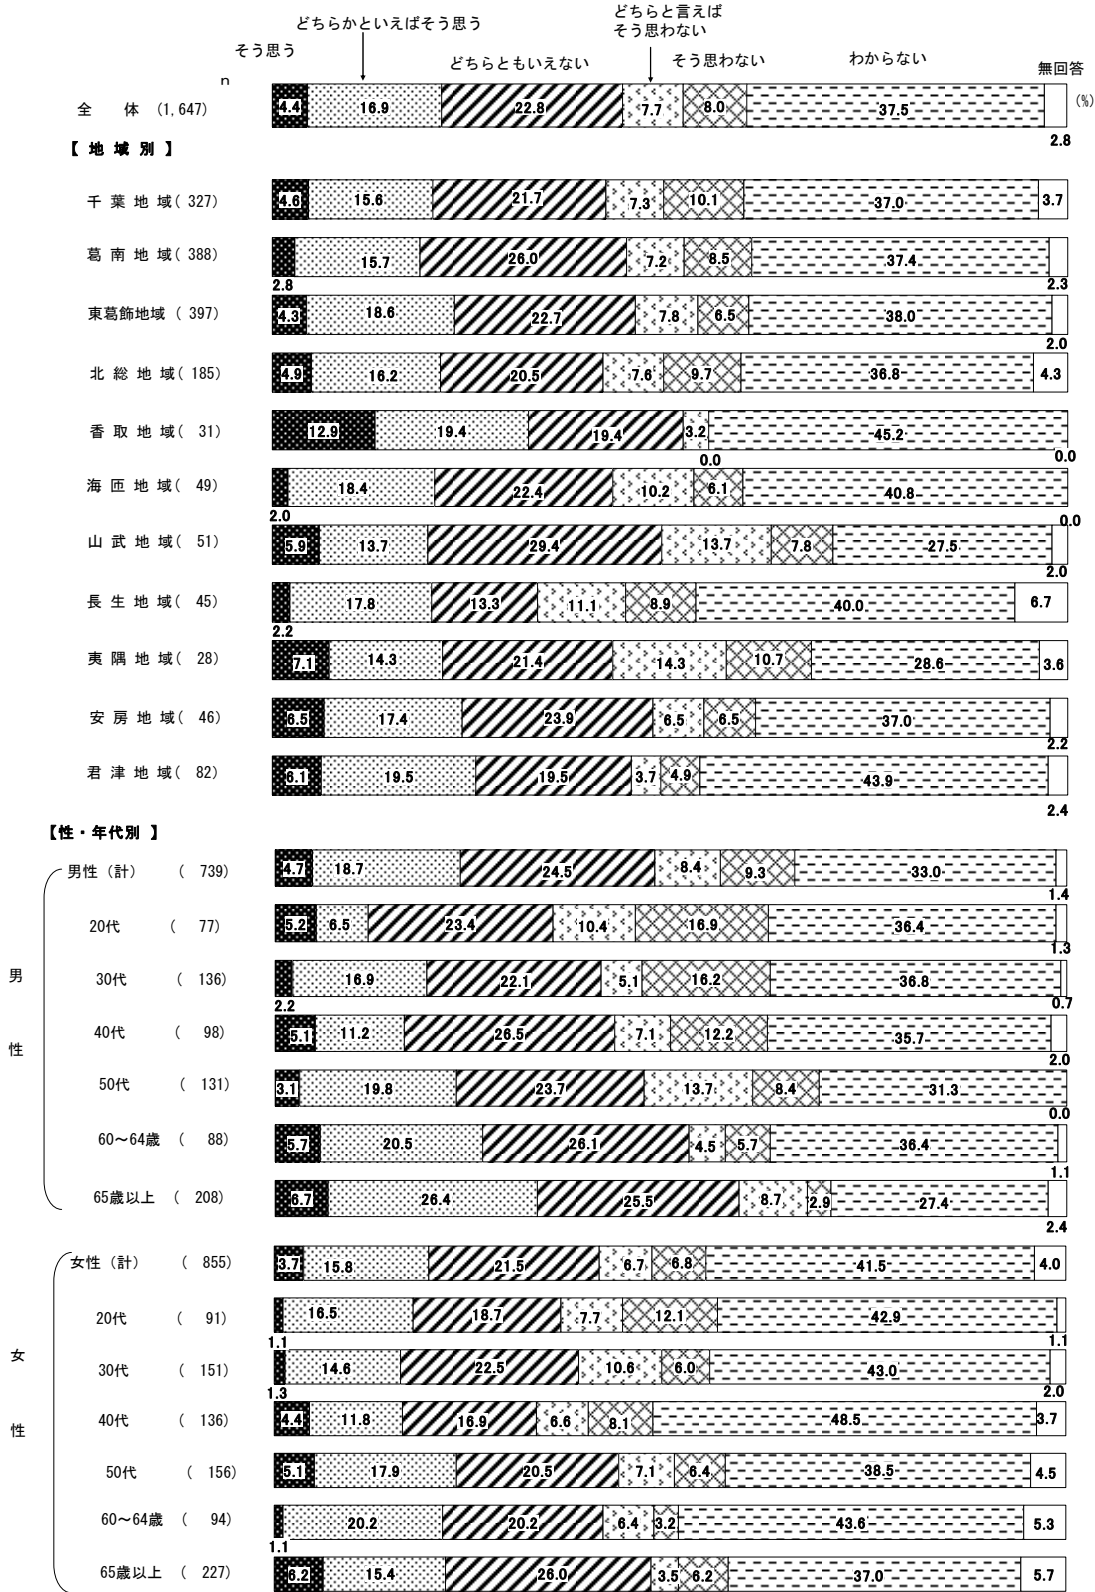 どちらかといえばそう思う
どちらと言えば
そう思わない
そう思う
どちらともいえない
そう思わない
わからない
無回答
n
(%)
全 体 (1,647) 4.4 16.9 22.8 7.7 8.0 37.5 2.8
【 地 域 別 】
千 葉 地 域( 327) 4.6 15.6 21.7 7.3 10.1 37.0 3.7
葛 南 地 域( 388) 2.8 15.7 26.0 7.2 8.5 37.4 2.3
東葛飾地域 ( 397) 4.3 18.6 22.7 7.8 6.5 38.0 2.0
北 総 地 域( 185) 4.9 16.2 20.5 7.6 9.7 36.8 4.3
香 取 地 域( 31) 12.9 19.4 19.4 3.2 0.0 45.2 0.0
海 匝 地 域( 49) 2.0 18.4 22.4 10.2 6.1 40.8 0.0
山 武 地 域( 51) 5.9 13.7 29.4 13.7 7.8 27.5 2.0
長 生 地 域( 45) 2.2 17.8 13.3 11.1 8.9 40.0 6.7
夷 隅 地 域( 28) 7.1 14.3 21.4 14.3 10.7 28.6 3.6
安 房 地 域( 46) 6.5 17.4 23.9 6.5 6.5 37.0 2.2
君 津 地 域( 82) 6.1 19.5 19.5 3.7 4.9 43.9 2.4
【性・年代別 】
男性（計） ( 739) 4.7 18.7 24.5 8.4 9.3 33.0 1.4
20代 ( 77) 5.2 6.5 23.4 10.4 16.9 36.4 1.3
30代 ( 136) 2.2 16.9 22.1 5.1 16.2 36.8 0.7
40代 ( 98) 5.1 11.2 26.5 7.1 12.2 35.7 2.0
50代 ( 131) 3.1 19.8 23.7 13.7 8.4 31.3 0.0
60～64歳 ( 88) 5.7 20.5 26.1 4.5 5.7 36.4 1.1
65歳以上 ( 208) 6.7 26.4 25.5 8.7 2.9 27.4 2.4
男
性
女性（計） ( 855) 3.7 15.8 21.5 6.7 6.8 41.5 4.0
20代 ( 91) 1.1 16.5 18.7 7.7 12.1 42.9 1.1
30代 ( 151) 1.3 14.6 22.5 10.6 6.0 43.0 2.0
40代 ( 136) 4.4 11.8 16.9 6.6 8.1 48.5 3.7
50代 ( 156) 5.1 17.9 20.5 7.1 6.4 38.5 4.5
60～64歳 ( 94) 1.1 20.2 20.2 6.4 3.2 43.6 5.3
65歳以上 ( 227) 6.2 15.4 26.0 3.5 6.2 37.0 5.7
女
性